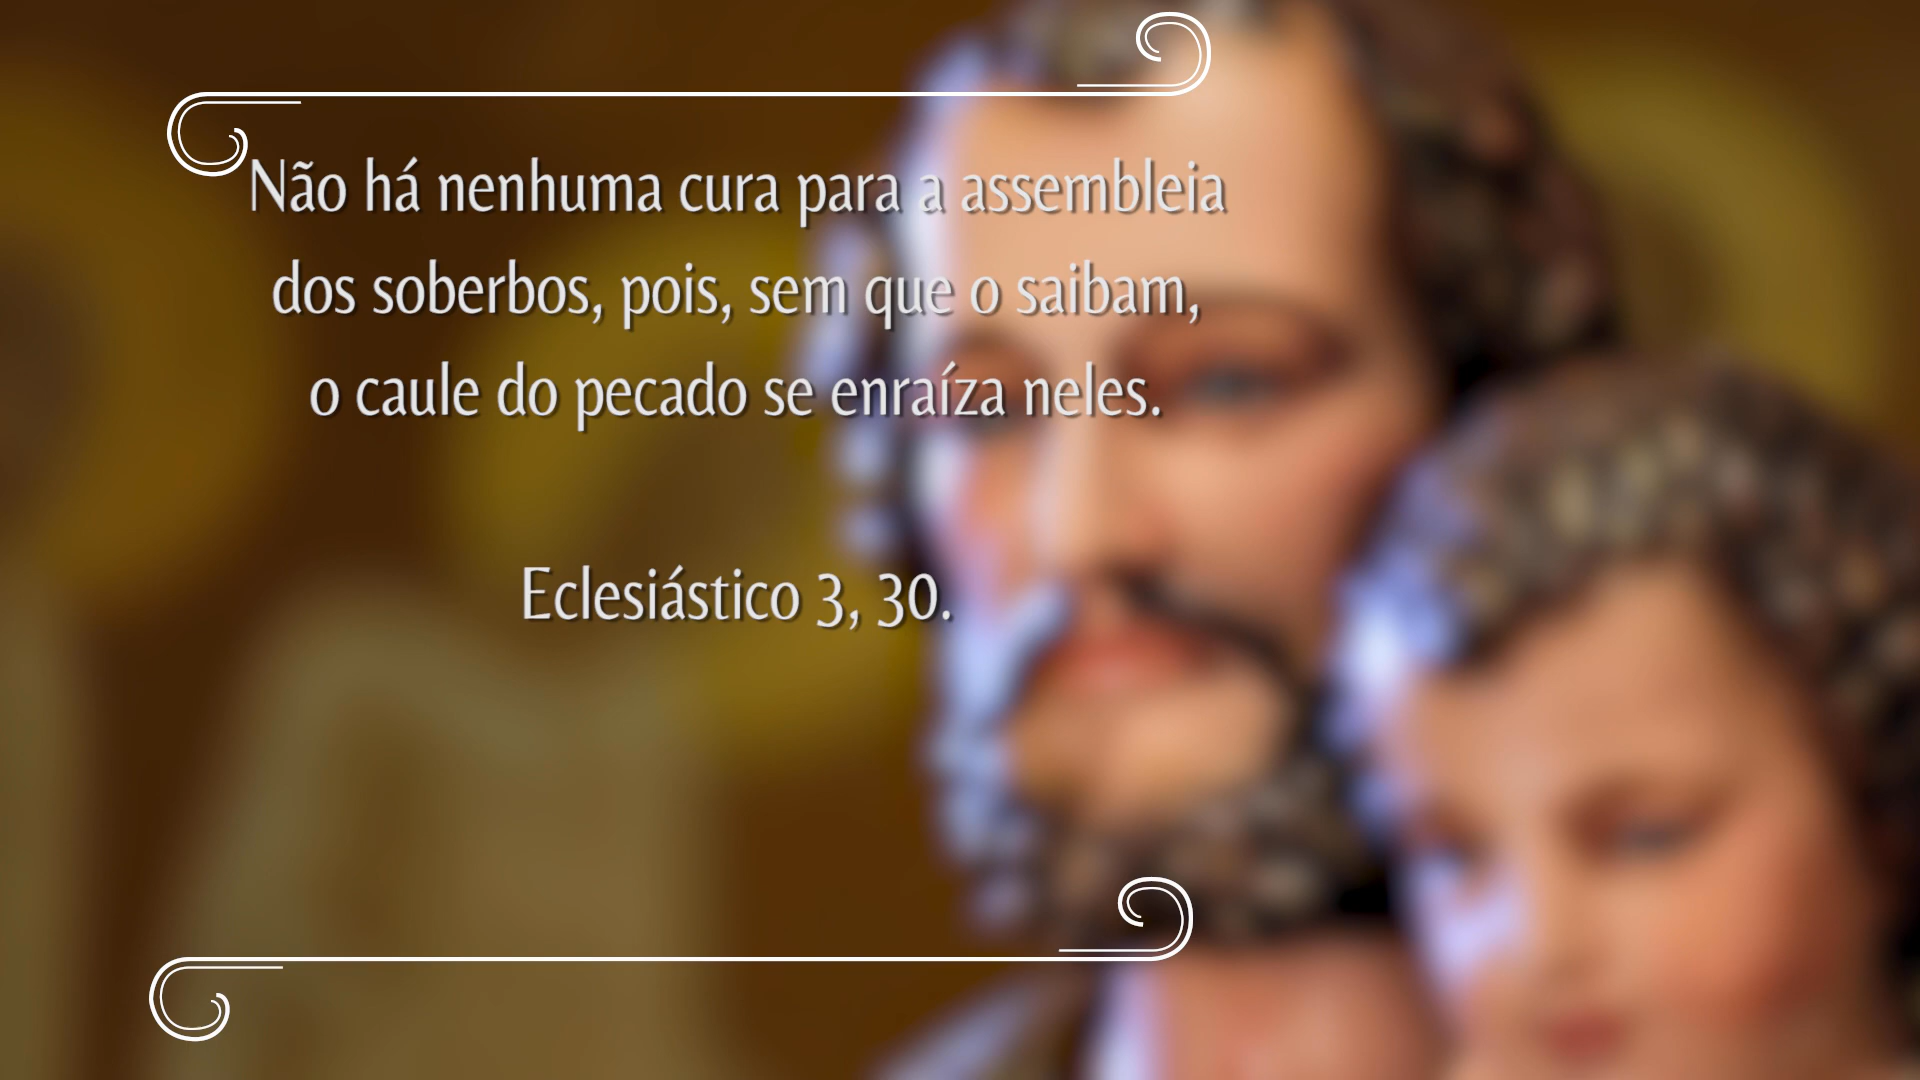 Não há nenhuma cura para a assembleia
dos soberbos, pois, sem que o saibam,
o caule do pecado se enraíza neles.
Eclesiástico 3, 30.